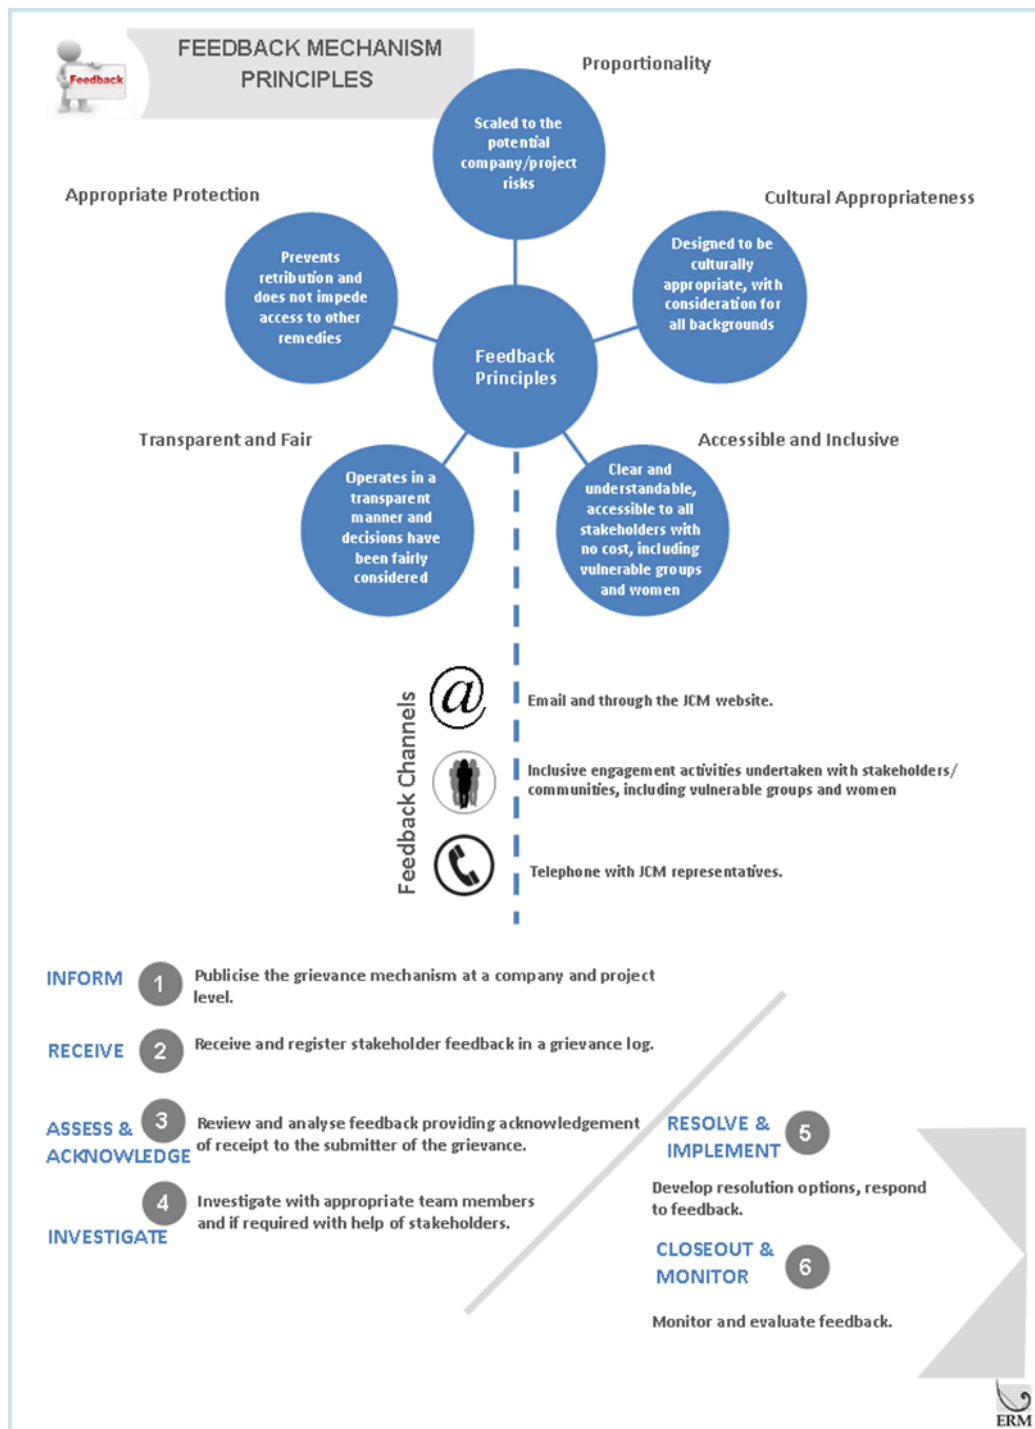 Feedback
FEEDBACK MECHANISM
PRINCIPLES
Proportionality
Scaled to the
potential
company/project
risks
Appropriate Protection
Prevents
retribution and
does not impede
access to other
remedies
Cultural Appropriateness
Designed to be
culturally
appropriate, with
consideration for
all backgrounds
Feedback
Principles
Transparent and Fair
Operates in a
transparent
manner and
decisions have
been fairly
considered
Accessible and Inclusive
Clear and
understandable,
accessible to all
stakeholders with
no cost, including
vulnerable groups
and women
Feedback Channels
@
Email and through the JCM website.
Inclusive engagement activities undertaken with stakeholders/
communities, including vulnerable groups and women
Telephone with JCM representatives.
INFORM 1 Publicise the grievance mechanism at a company and project
level.
RECEIVE 2 Receive and register stakeholder feedback in a grievance log.
ASSESS &
ACKNOWLEDGE
3
Review and analyse feedback providing acknowledgement
of receipt to the submitter of the grievance.
INVESTIGATE
4
Investigate with appropriate team members
and if required with help of stakeholders.
RESOLVE &
IMPLEMENT
5
Develop resolution options, respond
to feedback.
CLOSEOUT &
MONITOR
6
Monitor and evaluate feedback.
ERM